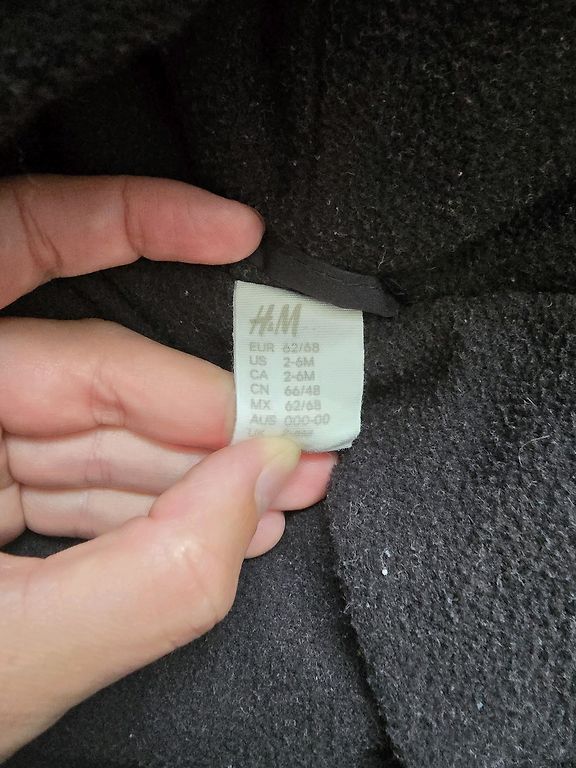 H&M
EUR 62/68
US 2-6M
CA 2-6M
CN 66/48
MX 62/68
AUS 000-00